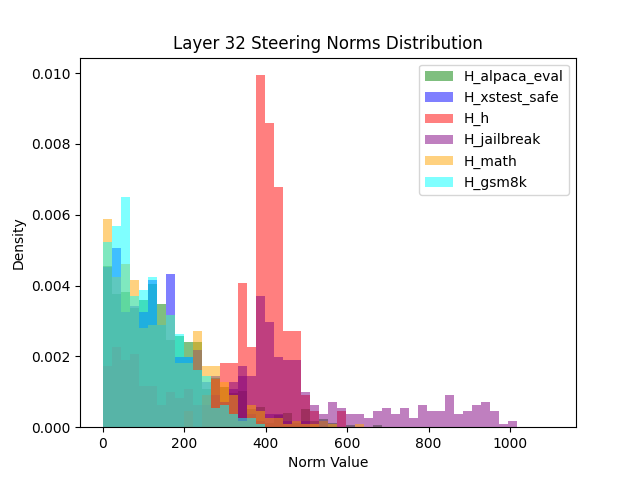 Layer 32 Steering Norms Distribution
0.010
0.008
0.006
0.004
0.002
0.000
Density
0
200
400
600
800
1000
Norm Value
H_alpaca_eval
H_xstest_safe
H_h
H_jailbreak
H_math
H_gsm8k